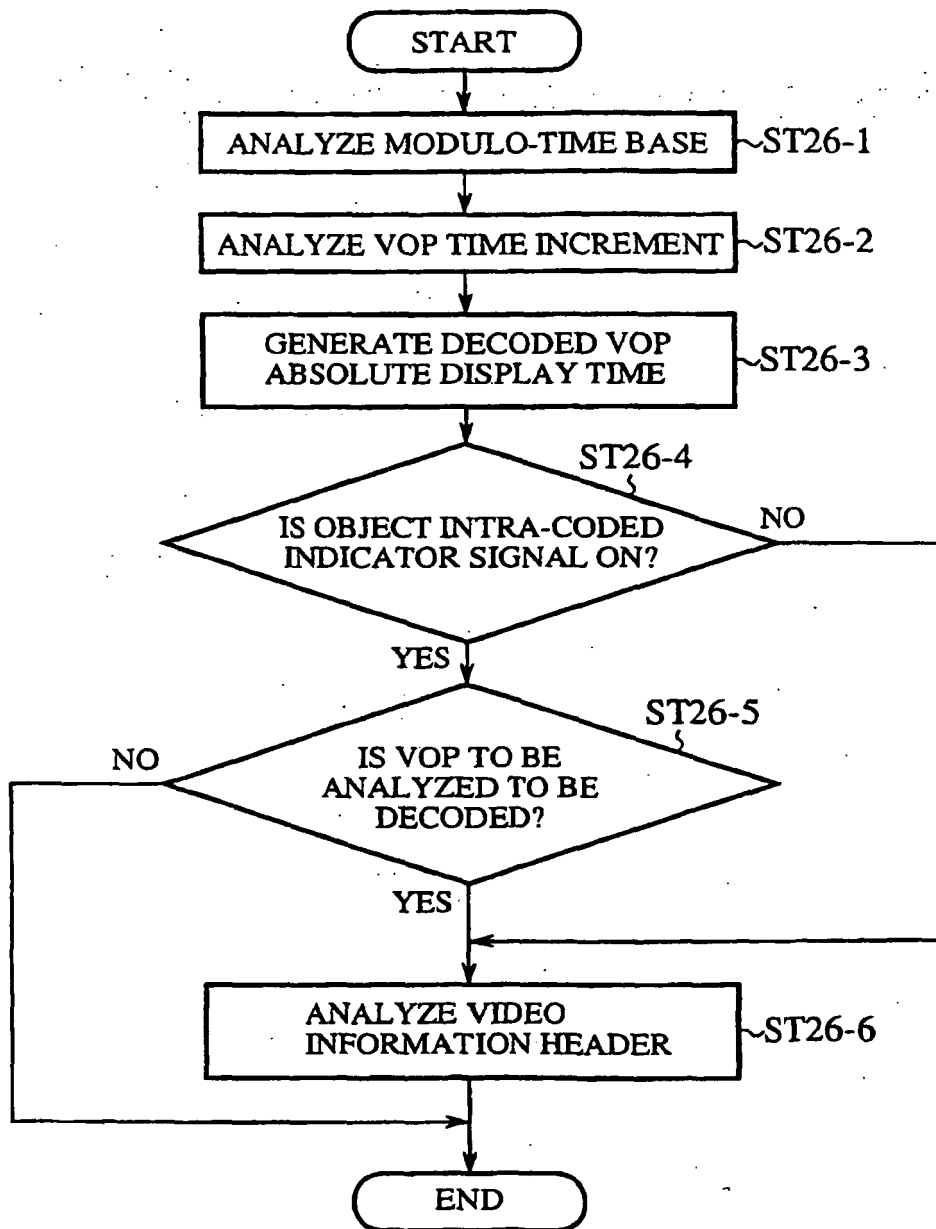 START
ANALYZE MODULO-TIME BASE
ST26-1
ANALYZE VOP TIME INCREMENT
ST26-2
GENERATE DECODED VOP
ABSOLUTE DISPLAY TIME
ST26-3
ST26-4
IS OBJECT INTRA-CODED
INDICATOR SIGNAL ON?
NO
YES
ST26-5
NO
IS VOP TO BE
ANALYZED TO BE
DECODED?
YES
ANALYZE VIDEO
INFORMATION HEADER
ST26-6
END